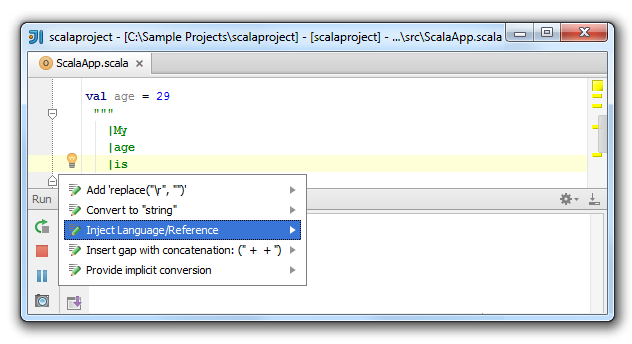 scalaproject - [C:\Sample Projects\scalaproject] - [scalaproject] - ...\src\ScalaApp.scala
ScalaApp.scala
val age = 29
"""
|My
|age
|is
Run
Add 'replace("\r", "")'
Convert to "string"
Inject Language/Reference
Insert gap with concatenation: (" + + ")
Provide implicit conversion